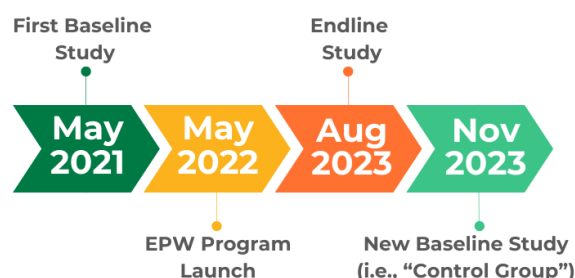 First Baseline
Study
Endline
Study
May
2021
May
2022
Aug
2023
Nov
2023
EPW Program
Launch
New Baseline Study
(i.e., “Control Group”)